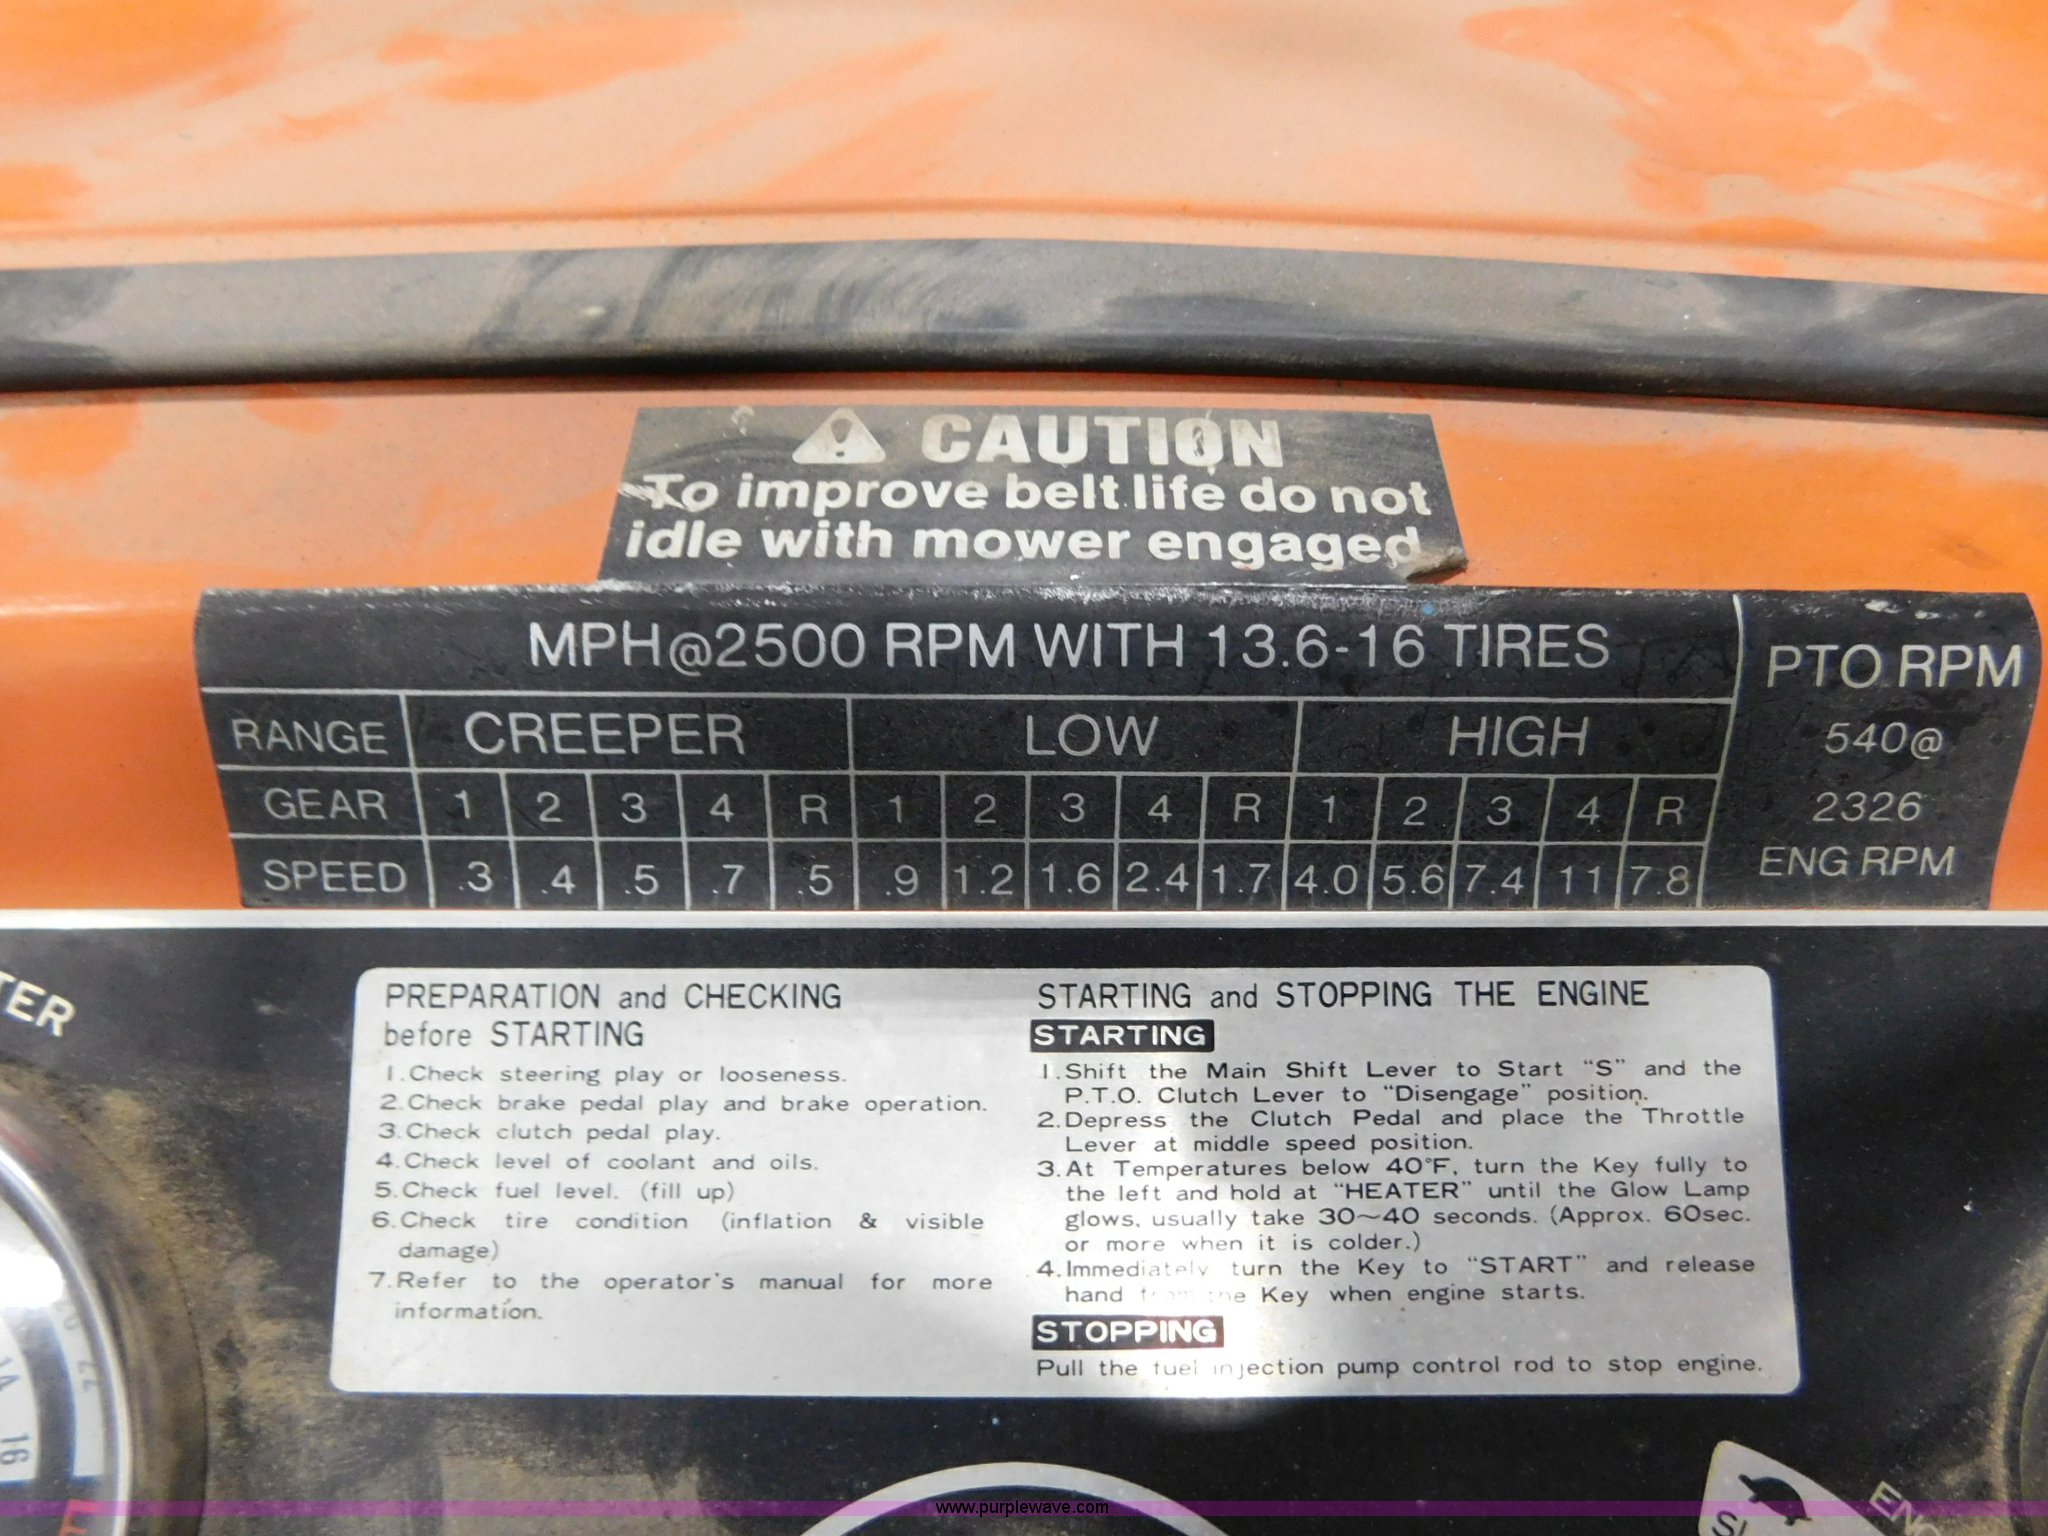 CAUTION
To improve belt life do not
idle with mower engaged
MPH@2500 RPM WITH 13.6-16 TIRES
PTO RPM
540@
2326
ENG RPM
RANGE CREEPER LOW HIGH
GEAR 1 2 3 4 R 1 2 3 4 R 1 2 3 4 R
SPEED .3 .4 .5 .7 .5 .9 1.2 1.6 2.4 1.7 4.0 5.6 7.4 11 7.8
PREPARATION and CHECKING
before STARTING
1.Check steering play or looseness.
2.Check brake pedal play and brake operation.
3.Check clutch pedal play.
4.Check level of coolant and oils.
5.Check fuel level. (fill up)
6.Check tire condition (inflation & visible
damage)
7.Refer to the operator's manual for more
information.
STARTING and STOPPING THE ENGINE
STARTING
1.Shift the Main Shift Lever to Start "S" and the
P.T.O. Clutch Lever to "Disengage" position.
2.Depress the Clutch Pedal and place the Throttle
Lever at middle speed position.
3.At Temperatures below 40°F, turn the Key fully to
the left and hold at "HEATER" until the Glow Lamp
glows, usually take 30~40 seconds. (Approx. 60sec.
or more when it is colder.)
4.Immediately turn the Key to "START" and release
hand from the Key when engine starts.
STOPPING
Pull the fuel injection pump control rod to stop engine.
TER
20
22
14
16
www.purplewave.com